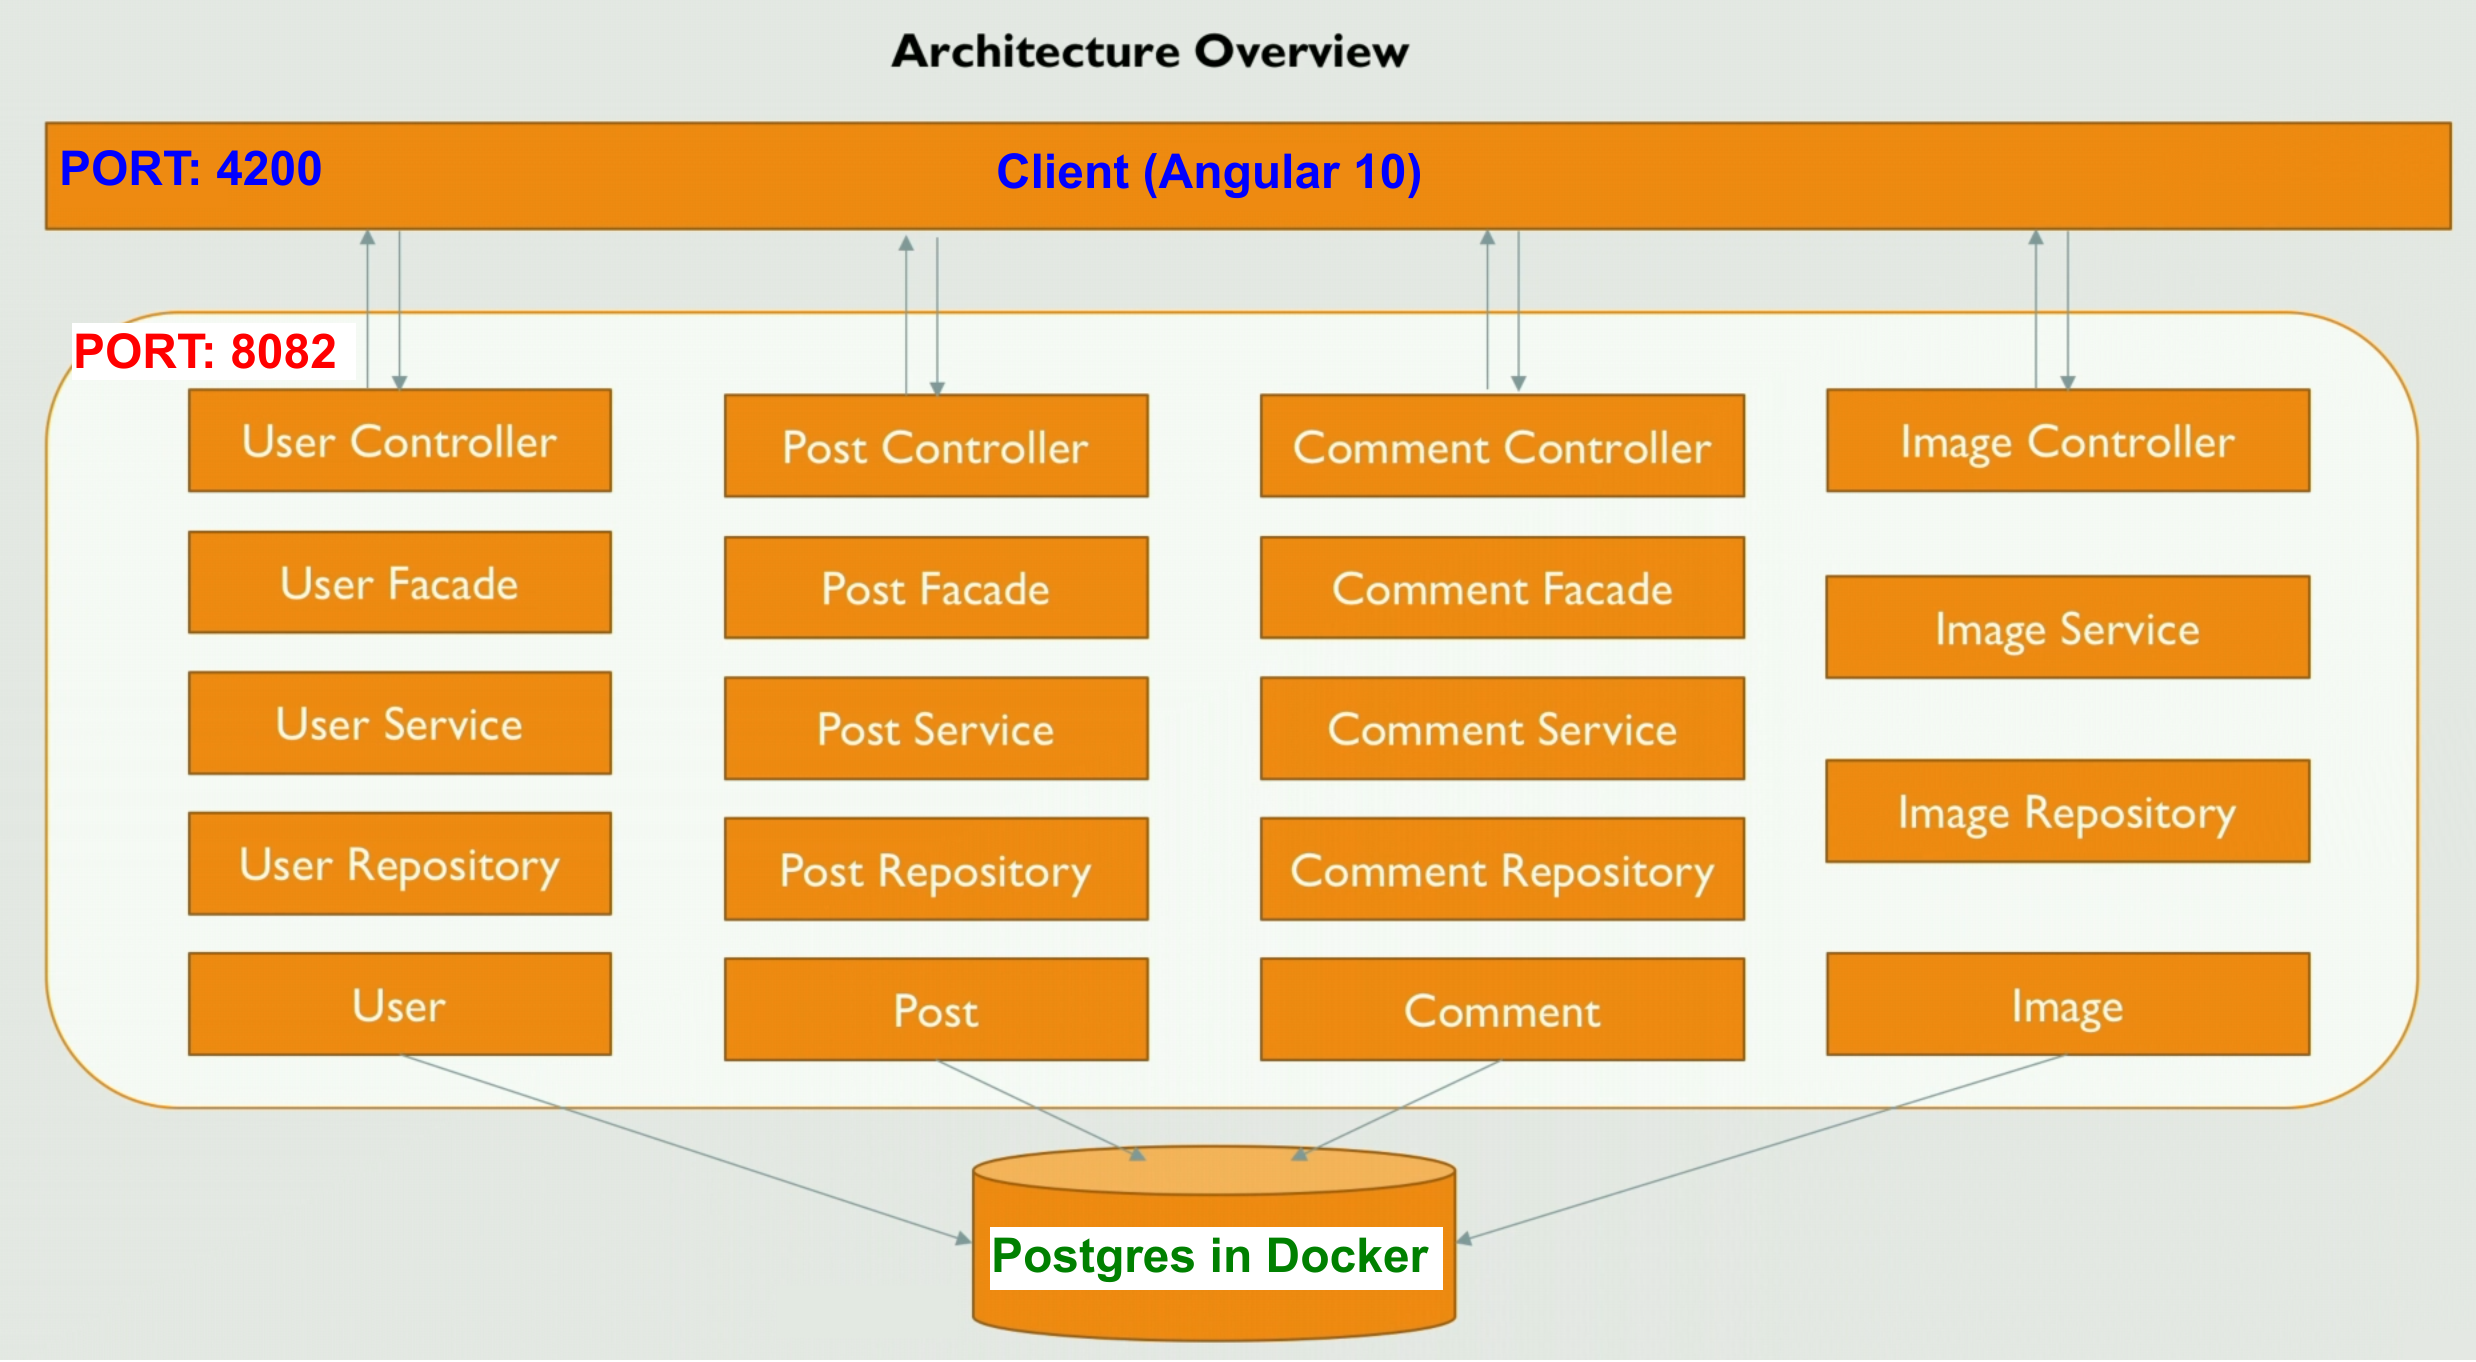 Architecture Overview
PORT: 4200
Client (Angular 10)
PORT: 8082
User Controller
Post Controller
Comment Controller
Image Controller
User Facade
Post Facade
Comment Facade
User Service
Post Service
Comment Service
Image Service
User Repository
Post Repository
Comment Repository
Image Repository
User
Post
Comment
Image
Postgres in Docker